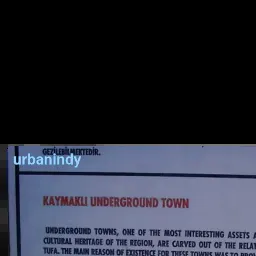 GEZİLEBİLMEKTEDİR.
urbanindy
KAYMAKLI UNDERGROUND TOWN
UNDERGROUND TOWNS, ONE OF THE MOST INTERESTING ASSETS
CULTURAL HERITAGE OF THE REGION, ARE CARVED OUT OF THE
TUFA. THE MAIN REASON OF EXISTENCE FOR THESE TOWNS WAS TO